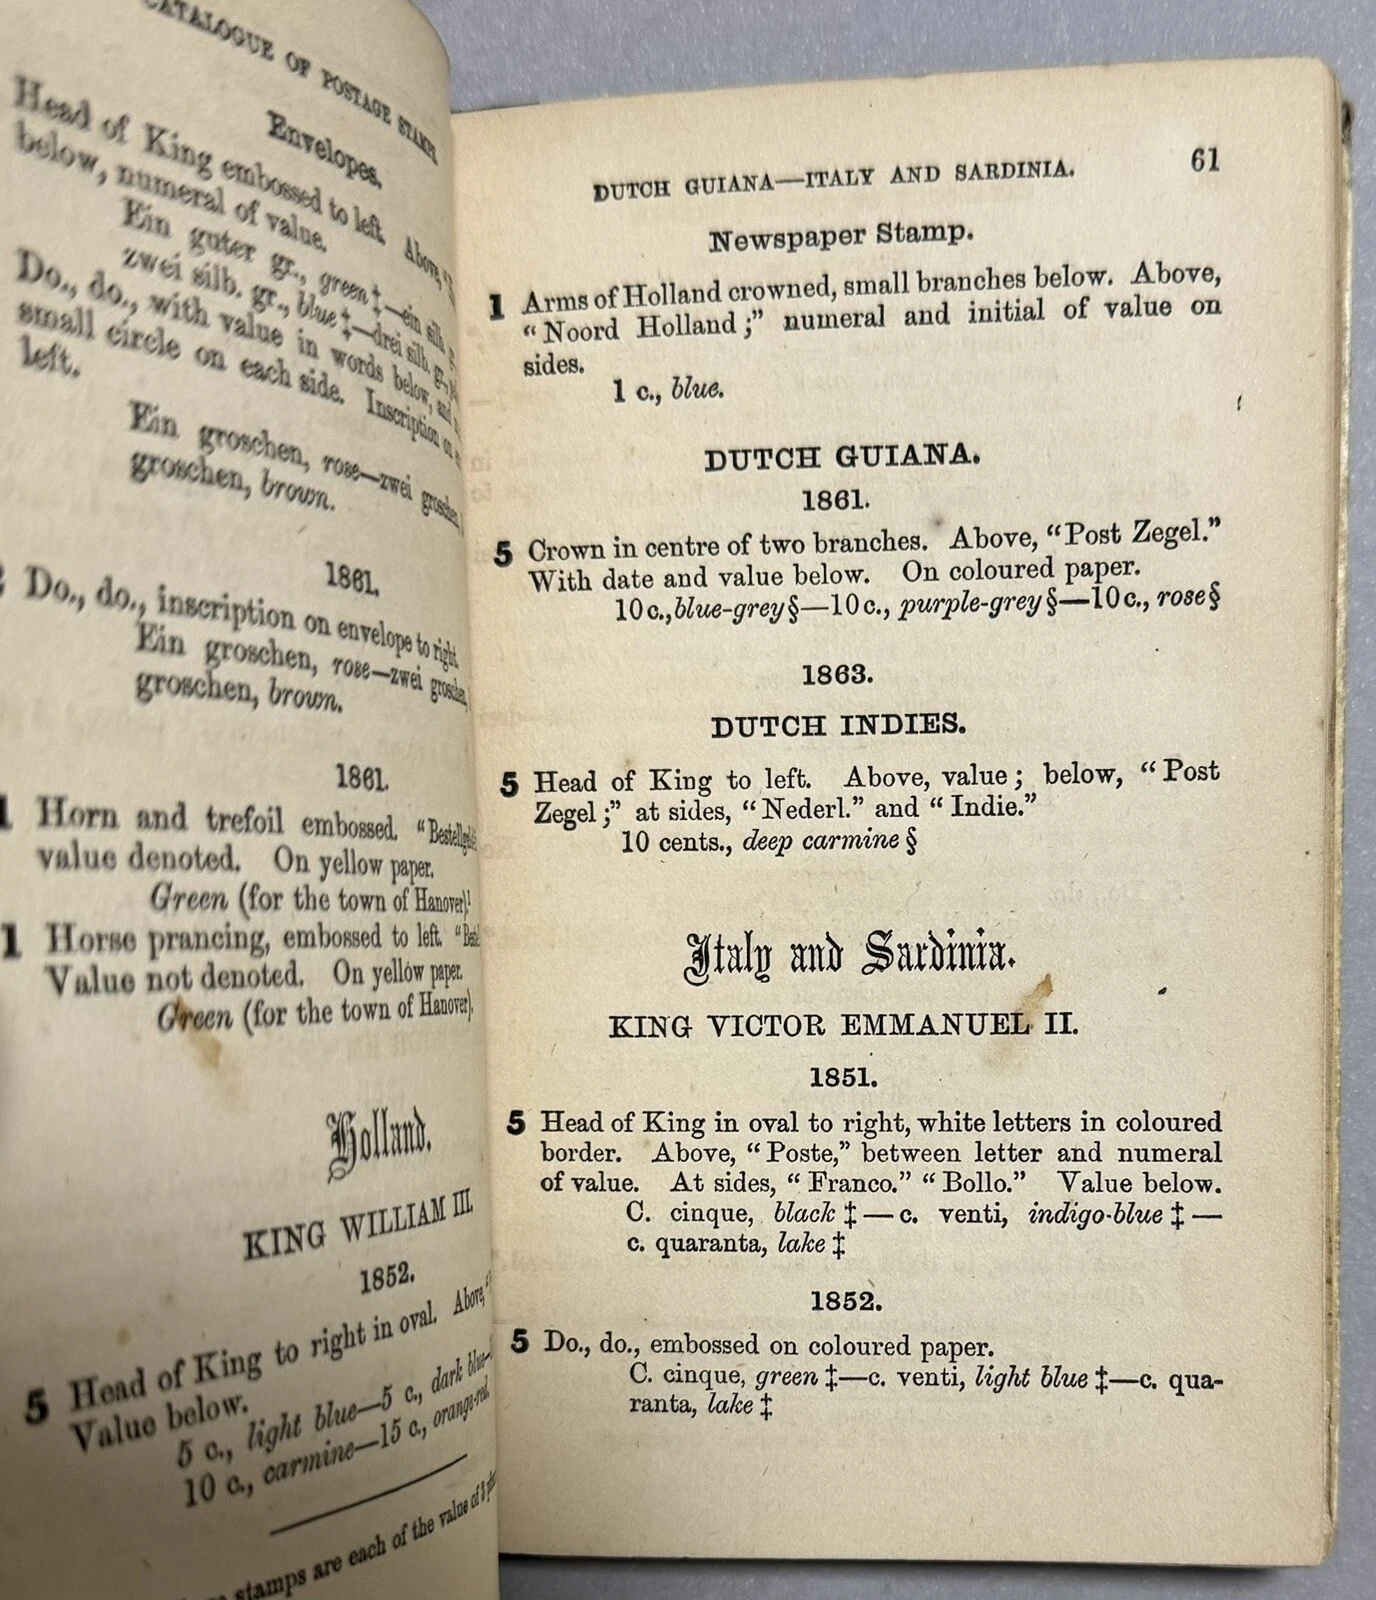 CATALOGUE OF POSTAGE STAMPS
Envelopes.
Head of King embossed to left. Above,
below, numeral of value.
Ein guter gr., green ‡—ein silb. g
zwei silb. gr., blue ‡—drei silb. g.,
Do., do., with value in words below, and
small circle on each side. Inscription on
left.
Ein groschen, rose—zwei groschen,
groschen, brown.
1861.
Do., do., inscription on envelope to right.
Ein groschen, rose—zwei groschen,
groschen, brown.
1861.
1 Horn and trefoil embossed. "Bestellgeld
value denoted. On yellow paper.
Green (for the town of Hanover).
1 Horse prancing, embossed to left. "Best
Value not denoted. On yellow paper.
Green (for the town of Hanover).
Holland.
KING WILLIAM III.
1852.
5 Head of King to right in oval. Above, "
Value below.
5 c., light blue—5 c., dark blue—
10 c., carmine—15 c., orange-red.
stamps are each of the value of 3
DUTCH GUIANA—ITALY AND SARDINIA. 61
Newspaper Stamp.
1 Arms of Holland crowned, small branches below. Above,
"Noord Holland;" numeral and initial of value on
sides.
1 c., blue.
DUTCH GUIANA.
1861.
5 Crown in centre of two branches. Above, "Post Zegel."
With date and value below. On coloured paper.
10 c., blue-grey §—10 c., purple-grey §—10 c., rose §
1863.
DUTCH INDIES.
5 Head of King to left. Above, value; below, "Post
Zegel;" at sides, "Nederl." and "Indie."
10 cents., deep carmine §
Italy and Sardinia.
KING VICTOR EMMANUEL II.
1851.
5 Head of King in oval to right, white letters in coloured
border. Above, "Poste," between letter and numeral
of value. At sides, "Franco." "Bollo." Value below.
C. cinque, black ‡—c. venti, indigo-blue ‡—
c. quaranta, lake ‡
1852.
5 Do., do., embossed on coloured paper.
C. cinque, green ‡—c. venti, light blue ‡—c. qua-
ranta, lake ‡